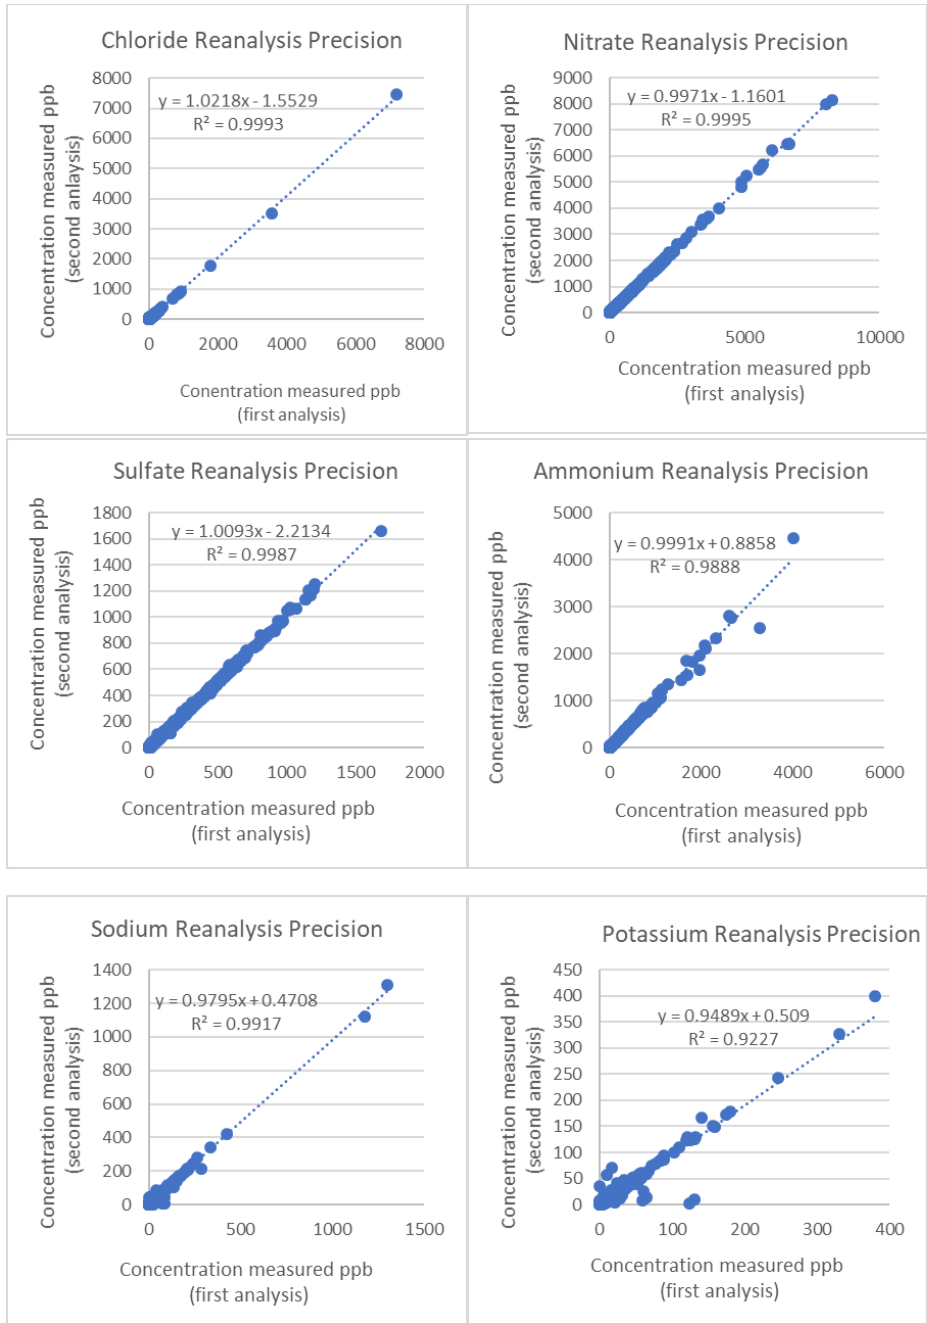 Chloride Reanalysis Precision
Concentration measured ppb
(second anlaysis)
8000
7000
6000
5000
4000
3000
2000
1000
0
y = 1.0218x - 1.5529
R² = 0.9993
0 2000 4000 6000 8000
Conentration measured ppb
(first analysis)
Nitrate Reanalysis Precision
Concentration measured ppb
(second analysis)
9000
8000
7000
6000
5000
4000
3000
2000
1000
0
y = 0.9971x - 1.1601
R² = 0.9995
0 5000 10000
Concentration measured ppb
(first analysis)
Sulfate Reanalysis Precision
Concentration measured ppb
(second analysis)
1800
1600
1400
1200
1000
800
600
400
200
0
y = 1.0093x - 2.2134
R² = 0.9987
0 500 1000 1500 2000
Concentration measured ppb
(first analysis)
Ammonium Reanalysis Precision
Concentration measured ppb
(second analysis)
5000
4000
3000
2000
1000
0
y = 0.9991x + 0.8858
R² = 0.9888
0 2000 4000 6000
Concentration measured ppb
(first analysis)
Sodium Reanalysis Precision
Concentration measured ppb
(second analysis)
1400
1200
1000
800
600
400
200
0
y = 0.9795x + 0.4708
R² = 0.9917
0 500 1000 1500
Concentration measured ppb
(first analysis)
Potassium Reanalysis Precision
Concentration measured ppb
(second analysis)
450
400
350
300
250
200
150
100
50
0
y = 0.9489x + 0.509
R² = 0.9227
0 100 200 300 400
Concentration measured ppb
(first analysis)